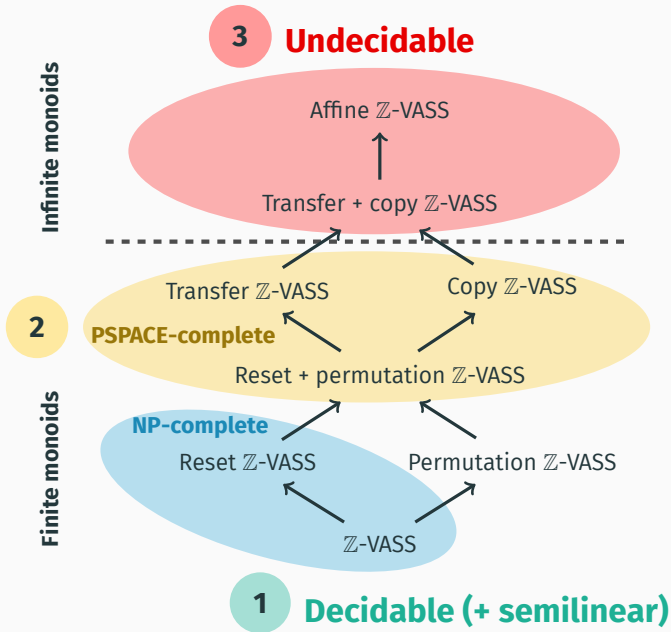 3 Undecidable
Infinite monoids
Affine ℤ-VASS
Transfer + copy ℤ-VASS
Transfer ℤ-VASS
Copy ℤ-VASS
2
PSPACE-complete
Reset + permutation ℤ-VASS
Finite monoids
NP-complete
Reset ℤ-VASS
Permutation ℤ-VASS
ℤ-VASS
1 Decidable (+ semilinear)